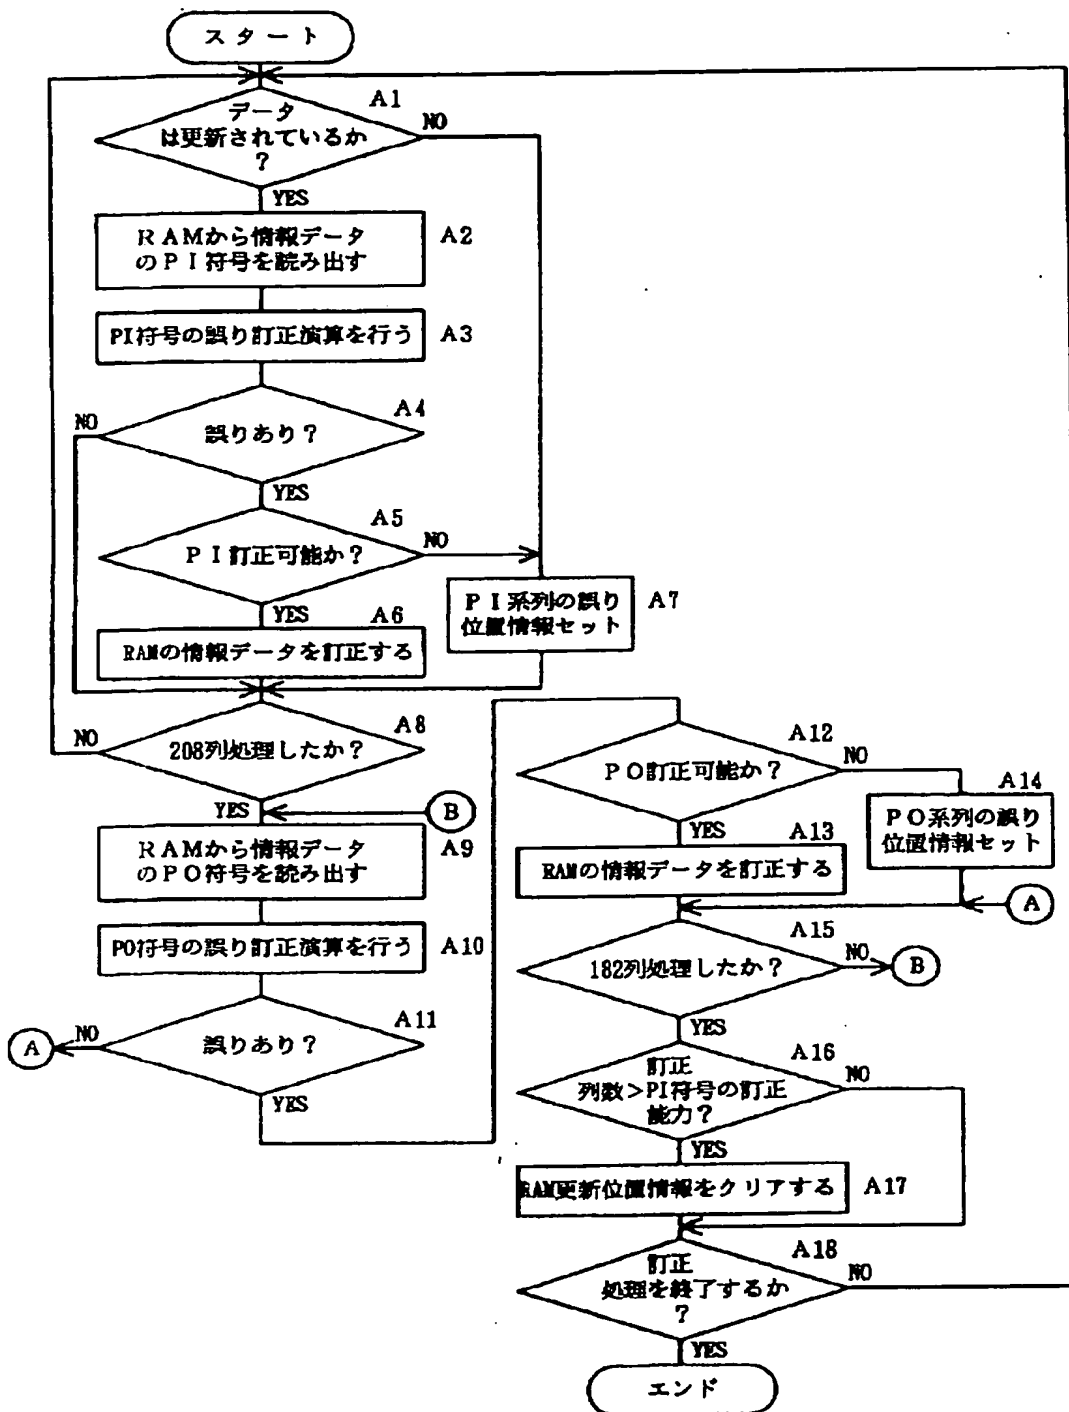 スタート
A1
データ
は更新されているか
?
NO
YES
RAMから情報データ
のPI符号を読み出す
A2
PI符号の誤り訂正演算を行う
A3
A4
NO
誤りあり?
YES
A5
PI訂正可能か?
NO
YES
A6
RAMの情報データを訂正する
PI系列の誤り
位置情報セット
A7
A8
NO
208列処理したか?
YES
B
RAMから情報データ
のPO符号を読み出す
A9
PO符号の誤り訂正演算を行う
A10
A11
A
NO
誤りあり?
YES
A12
PO訂正可能か?
NO
A14
PO系列の誤り
位置情報セット
YES
A13
RAMの情報データを訂正する
A
A15
182列処理したか?
NO
B
YES
A16
訂正
列数>PI符号の訂正
能力?
NO
YES
RAM更新位置情報をクリアする
A17
A18
訂正
処理を終了するか
?
NO
YES
エンド